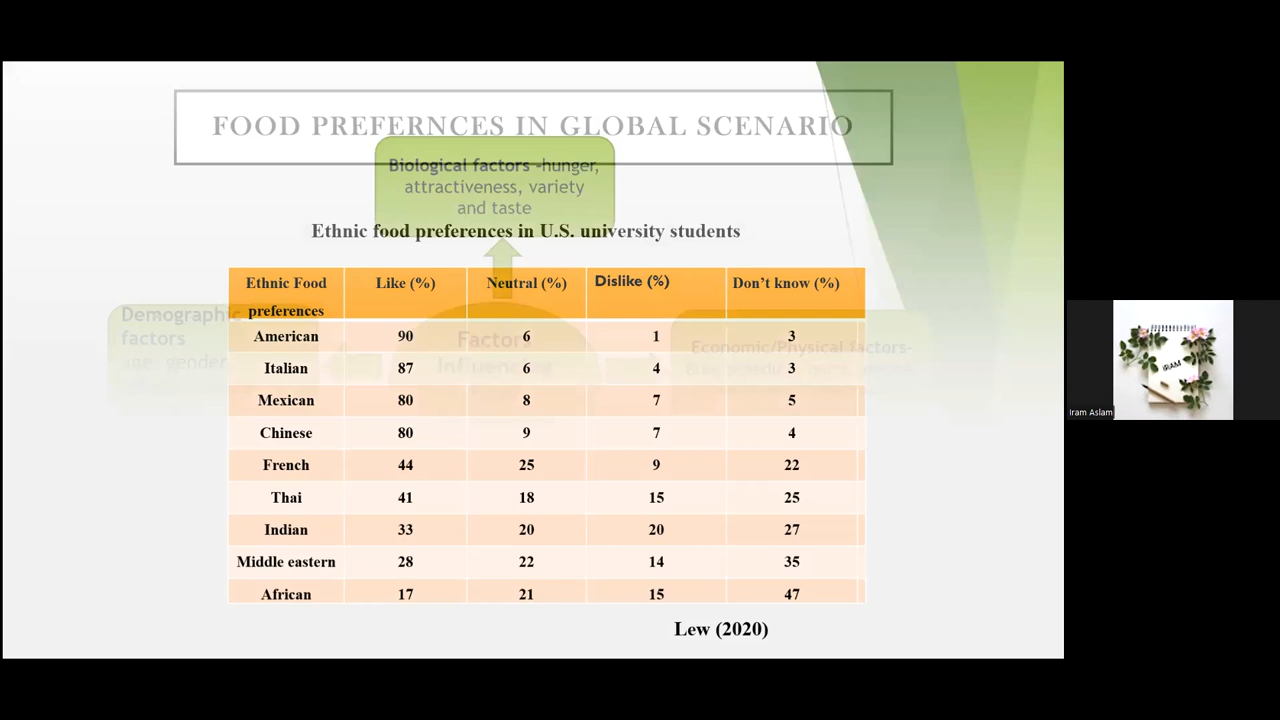 FOOD PREFERNCES IN GLOBAL SCENARIO
Biological factors -hunger,
attractiveness, variety
and taste
Ethnic food preferences in U.S. university students
Ethnic Food preferences Like (%) Neutral (%) Dislike (%) Don't know (%)
American 90 6 1 3
Italian 87 6 4 3
Mexican 80 8 7 5
Chinese 80 9 7 4
French 44 25 9 22
Thai 41 18 15 25
Indian 33 20 20 27
Middle eastern 28 22 14 35
African 17 21 15 47
Demographic
factors
age, gender
Factors
Influencing
Economic/Physical factors-
Lew (2020)
IRAM
Iram Aslam